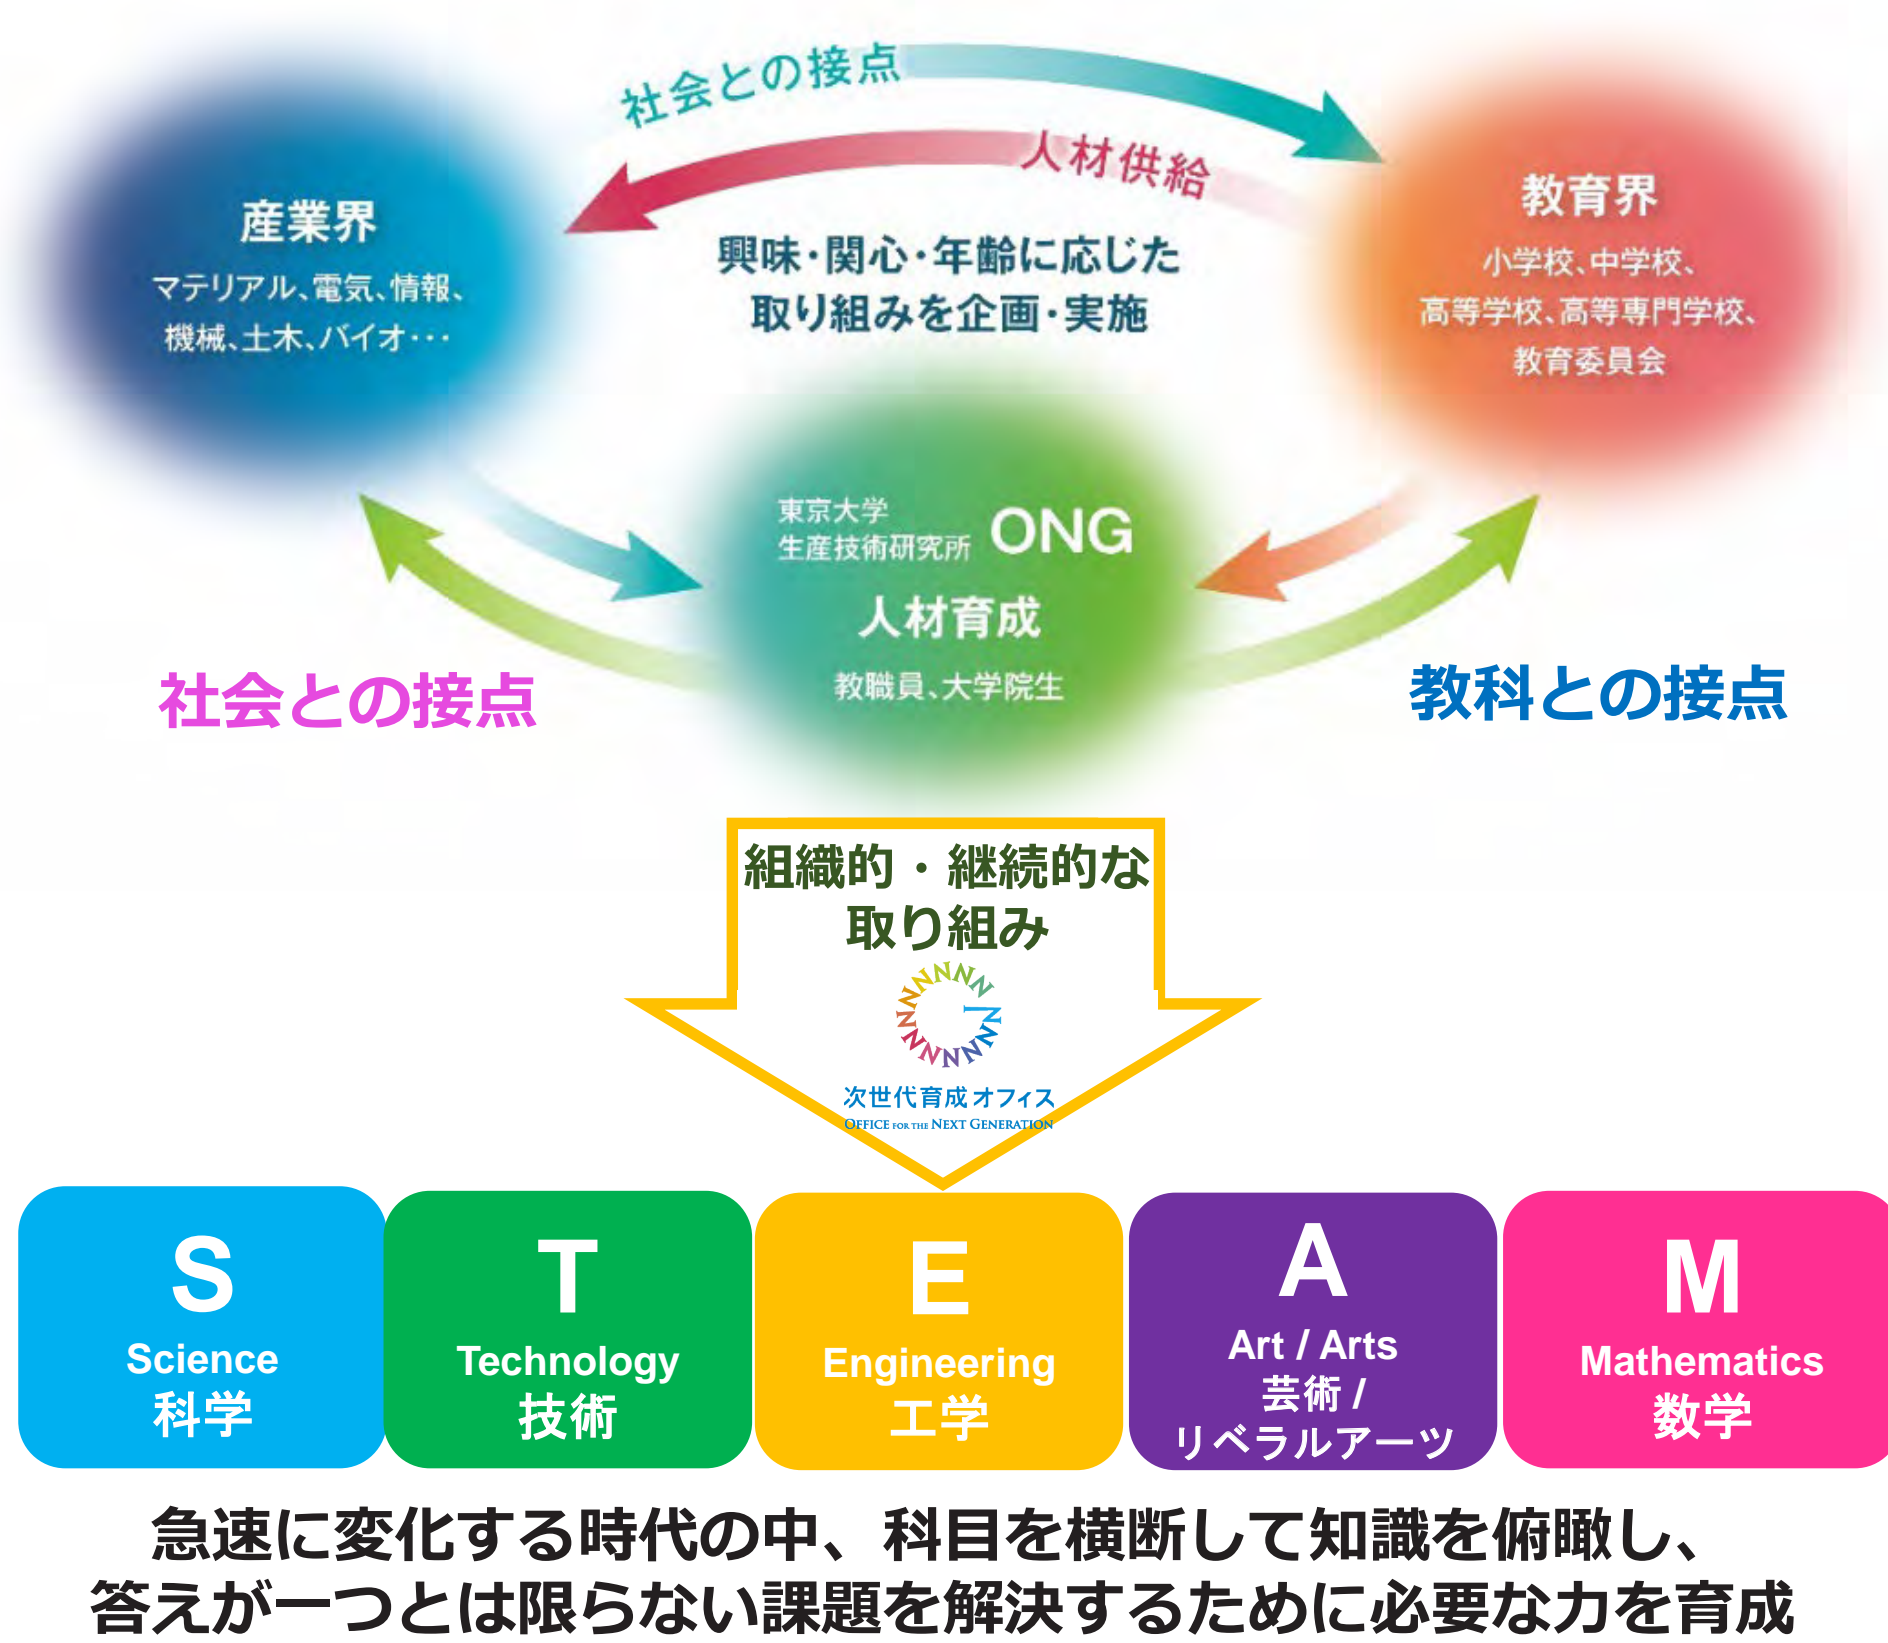 社会との接点
人材供給
産業界
マテリアル、電気、情報、
機械、土木、バイオ・・・
興味・関心・年齢に応じた
取り組みを企画・実施
教育界
小学校、中学校、
高等学校、高等専門学校、
教育委員会
東京大学
生産技術研究所 ONG
人材育成
教職員、大学院生
社会との接点
教科との接点
組織的・継続的な
取り組み
次世代育成オフィス
OFFICE FOR THE NEXT GENERATION
S
Science
科学
T
Technology
技術
E
Engineering
工学
A
Art / Arts
芸術 /
リベラルアーツ
M
Mathematics
数学
急速に変化する時代の中、科目を横断して知識を俯瞰し、
答えが一つとは限らない課題を解決するために必要な力を育成